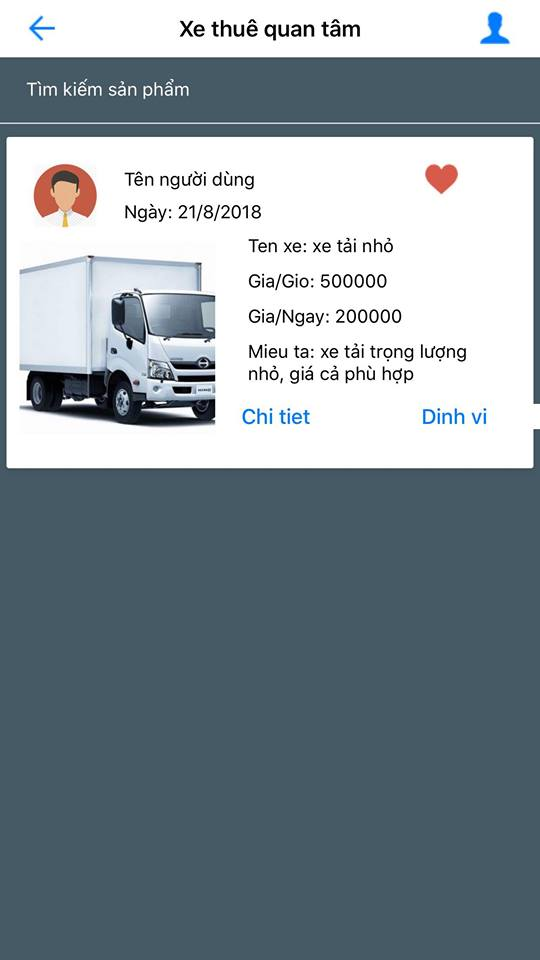 Xe thuê quan tâm
Tìm kiếm sản phẩm
Tên người dùng
Ngày: 21/8/2018
Ten xe: xe tải nhỏ
Gia/Gio: 500000
Gia/Ngay: 200000
Mieu ta: xe tải trọng lượng
nhỏ, giá cả phù hợp
Chi tiet
Dinh vi